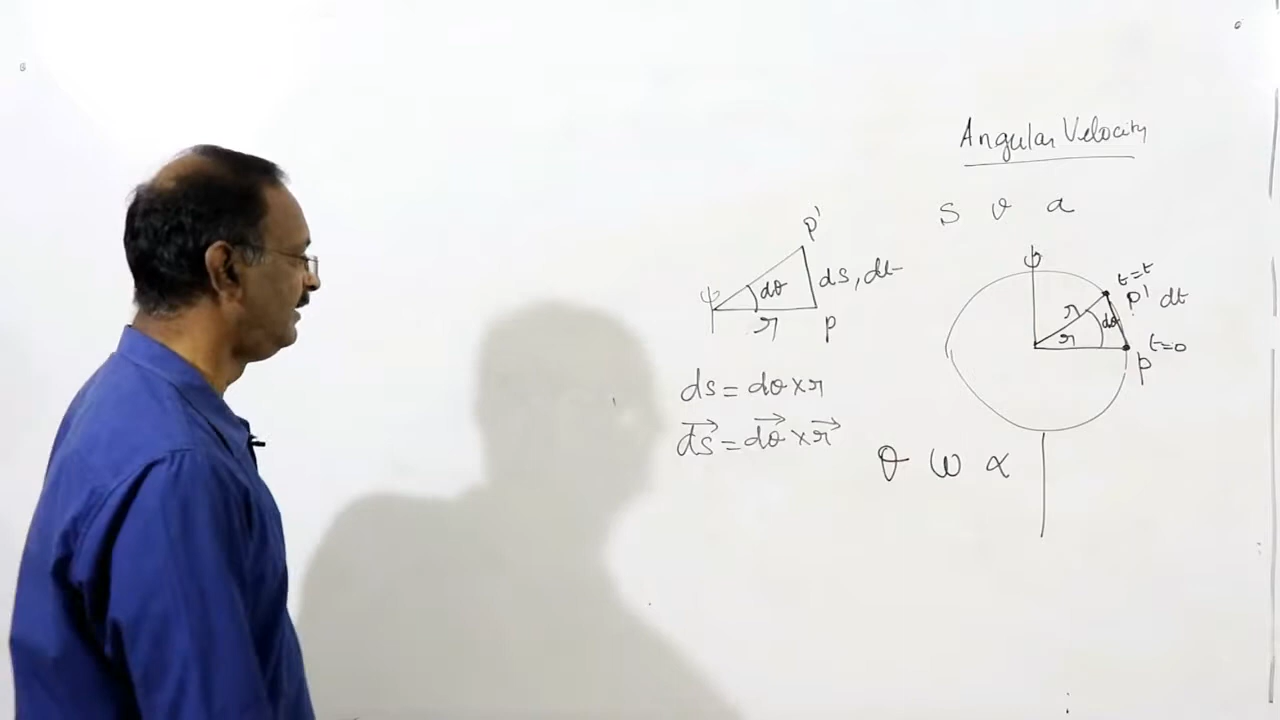 Angular Velocity
s v a
p'
dθ
ds, dt
r
p
ds = dθ × r
ds⃗ = dθ⃗ × r⃗
t=t
p' dt
r
dθ
r
t=0
p
θ ω α